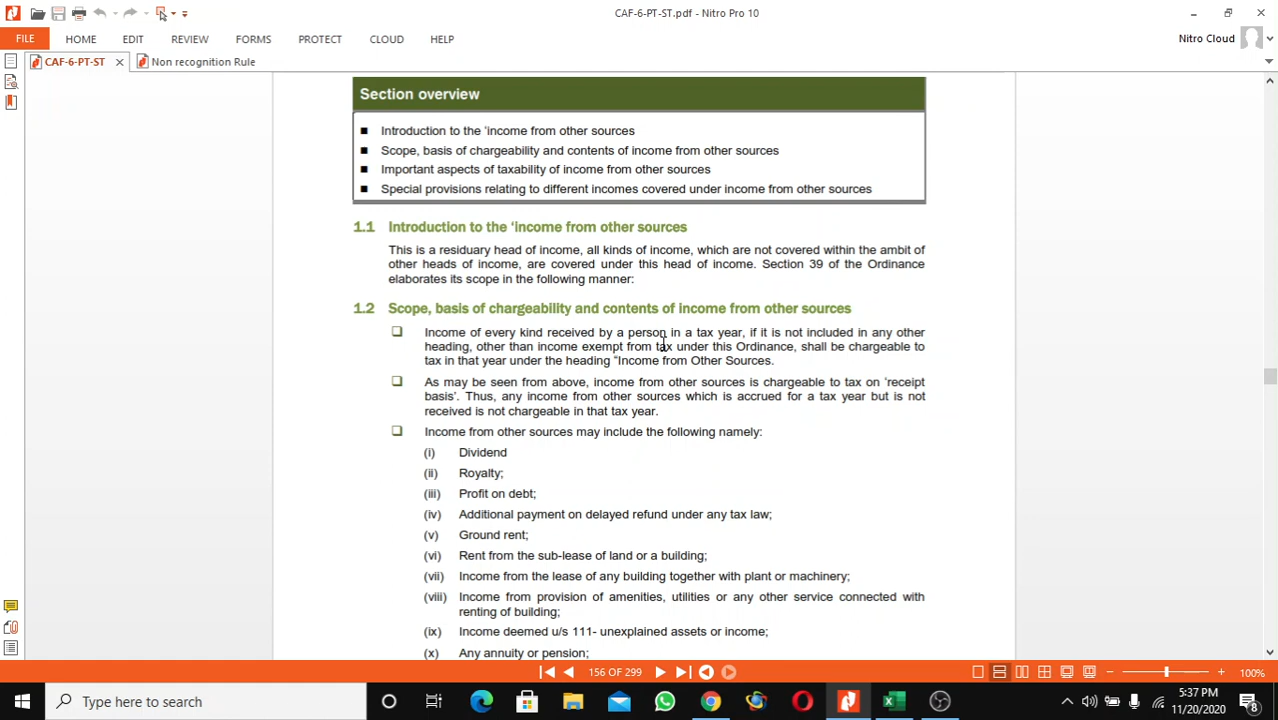 CAF-6-PT-ST.pdf - Nitro Pro 10
FILE
HOME
EDIT
REVIEW
FORMS
PROTECT
CLOUD
HELP
Nitro Cloud
CAF-6-PT-ST
Non recognition Rule
Section overview
■ Introduction to the ‘income from other sources
■ Scope, basis of chargeability and contents of income from other sources
■ Important aspects of taxability of income from other sources
■ Special provisions relating to different incomes covered under income from other sources
1.1 Introduction to the ‘income from other sources
This is a residuary head of income, all kinds of income, which are not covered within the ambit of
other heads of income, are covered under this head of income. Section 39 of the Ordinance
elaborates its scope in the following manner:
1.2 Scope, basis of chargeability and contents of income from other sources
❑ Income of every kind received by a person in a tax year, if it is not included in any other
heading, other than income exempt from tax under this Ordinance, shall be chargeable to
tax in that year under the heading “Income from Other Sources.
❑ As may be seen from above, income from other sources is chargeable to tax on ‘receipt
basis’. Thus, any income from other sources which is accrued for a tax year but is not
received is not chargeable in that tax year.
❑ Income from other sources may include the following namely:
(i) Dividend
(ii) Royalty;
(iii) Profit on debt;
(iv) Additional payment on delayed refund under any tax law;
(v) Ground rent;
(vi) Rent from the sub-lease of land or a building;
(vii) Income from the lease of any building together with plant or machinery;
(viii) Income from provision of amenities, utilities or any other service connected with
renting of building;
(ix) Income deemed u/s 111- unexplained assets or income;
(x) Any annuity or pension;
156 OF 299
100%
Type here to search
5:37 PM
11/20/2020
8